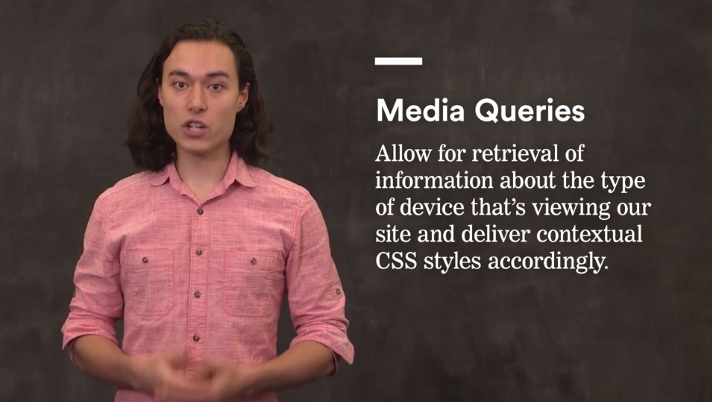 Media Queries
Allow for retrieval of
information about the type
of device that's viewing our
site and deliver contextual
CSS styles accordingly.